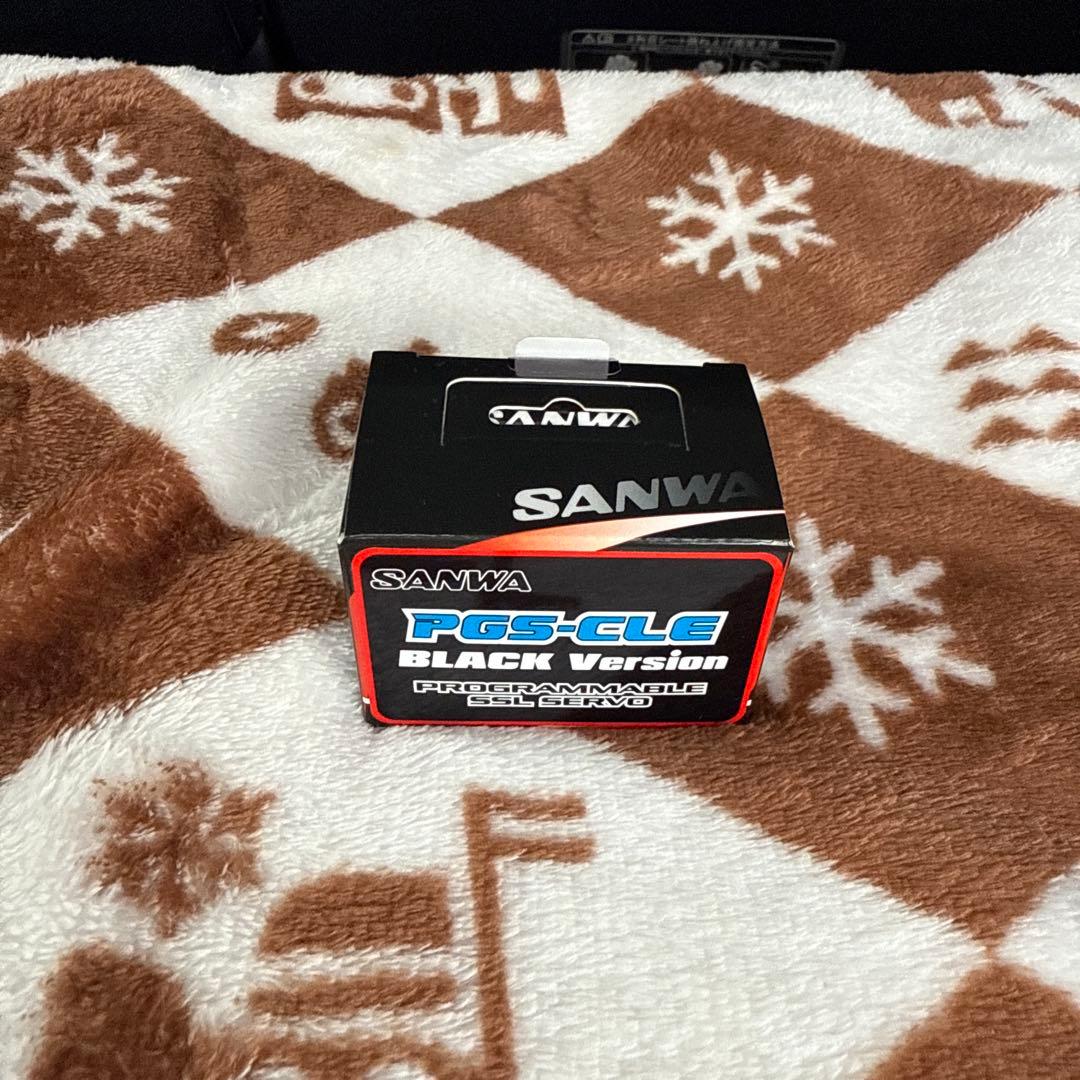 SANWA
SANWA
SANWA
PGS-CLE
BLACK Version
PROGRAMMABLE
SSL SERVO